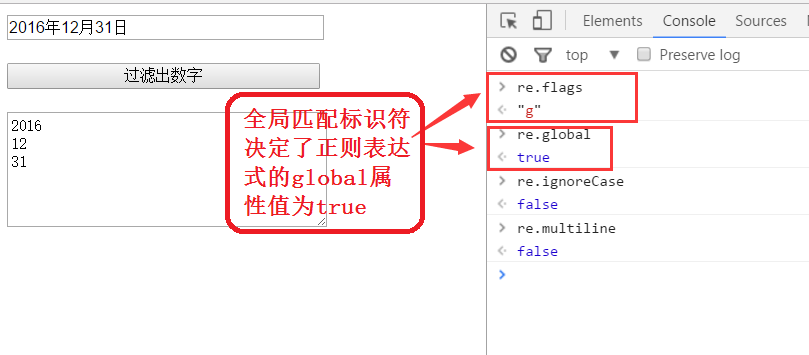 2016年12月31日
过滤出数字
2016
12
31
全局匹配标识符
决定了正则表达
式的global属
性值为true
Elements Console Sources
top ▼ Preserve log
> re.flags
"g"
> re.global
true
> re.ignoreCase
false
> re.multiline
false
>